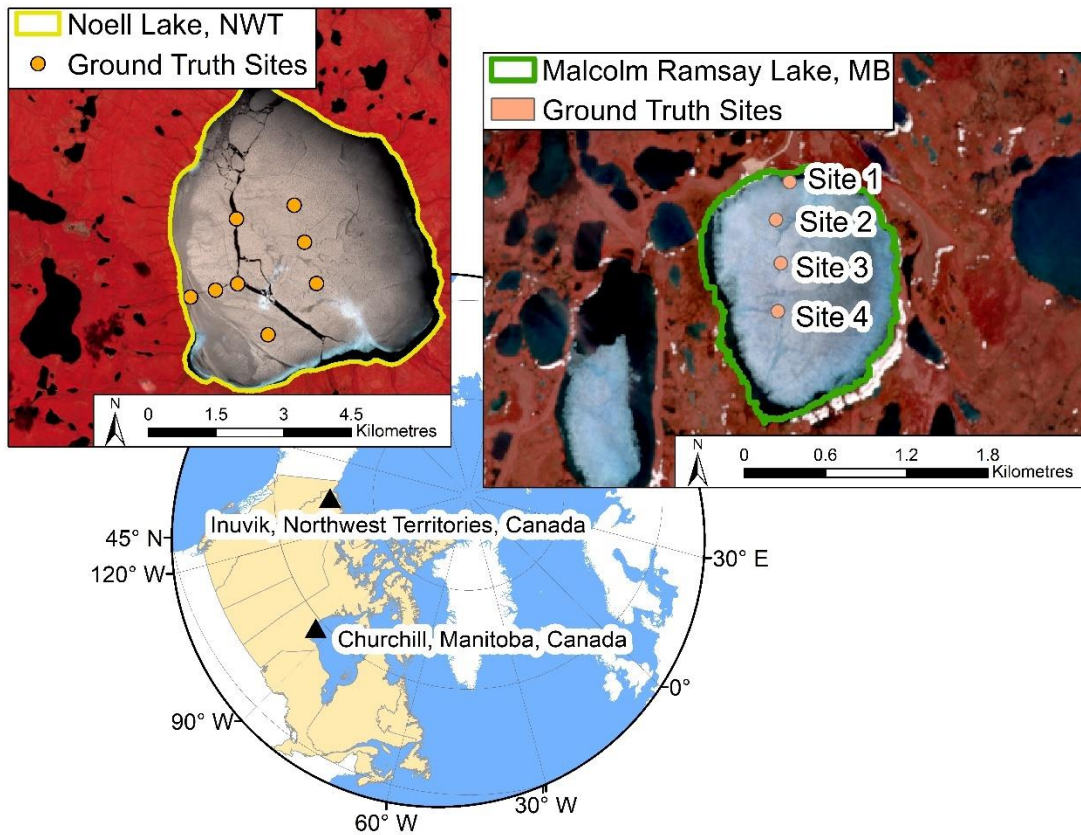 Noell Lake, NWT
Ground Truth Sites
N
0 1.5 3 4.5
Kilometres
Malcolm Ramsay Lake, MB
Ground Truth Sites
Site 1
Site 2
Site 3
Site 4
N
0 0.6 1.2 1.8
Kilometres
Inuvik, Northwest Territories, Canada
45° N
120° W
30° E
Churchill, Manitoba, Canada
0°
90° W
30° W
60° W